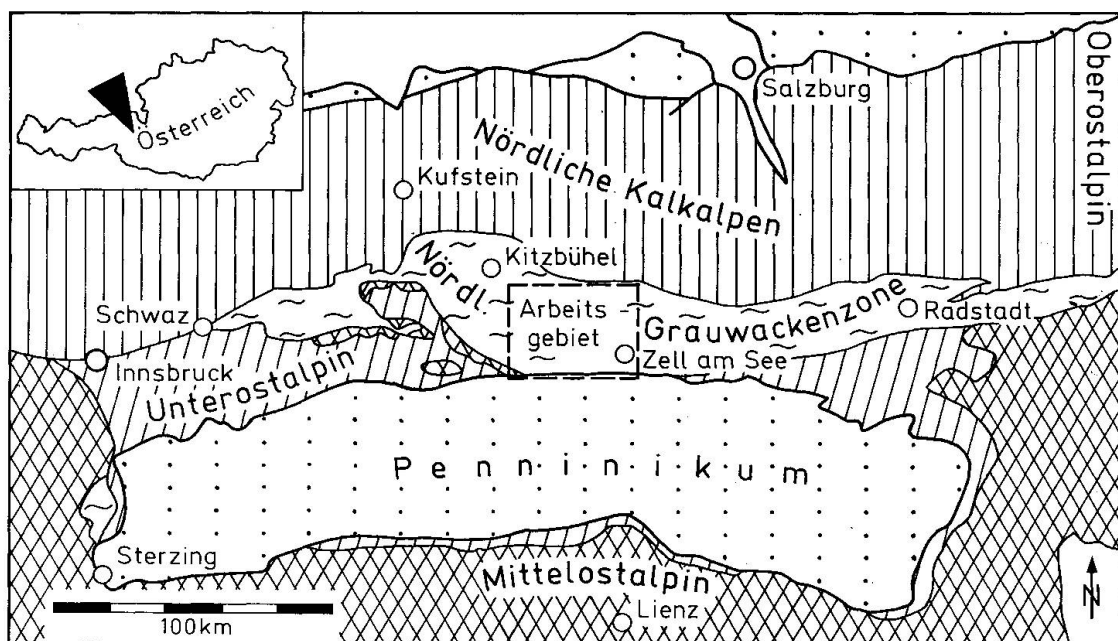 Österreich
Salzburg
Oberostalpin
Nördliche Kalkalpen
Kufstein
Kitzbühel
Nördl.
Grauwackenzone
Arbeits
gebiet
Schwaz
Radstadt
Zell am See
Innsbruck
Unterostalpin
Penninikum
Sterzing
Mittelostalpin
Lienz
100km
N